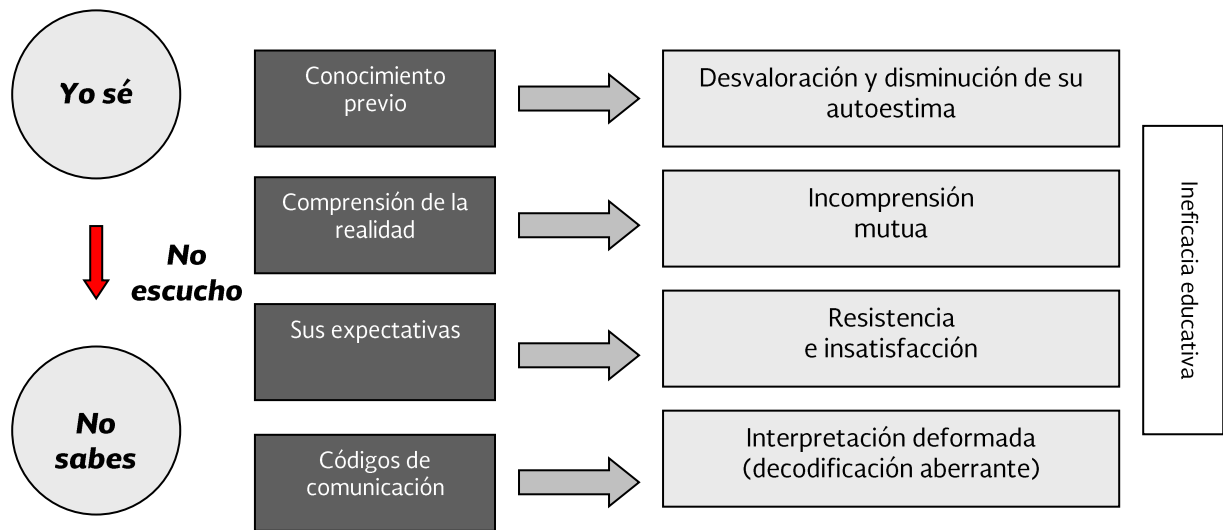 Yo sé
No
escucho
No
sabes
Conocimiento
previo
Desvaloración y disminución de su
autoestima
Comprensión de la
realidad
Incomprensión
mutua
Sus expectativas
Resistencia
e insatisfacción
Códigos de
comunicación
Interpretación deformada
(decodificación aberrante)
Ineficacia educativa